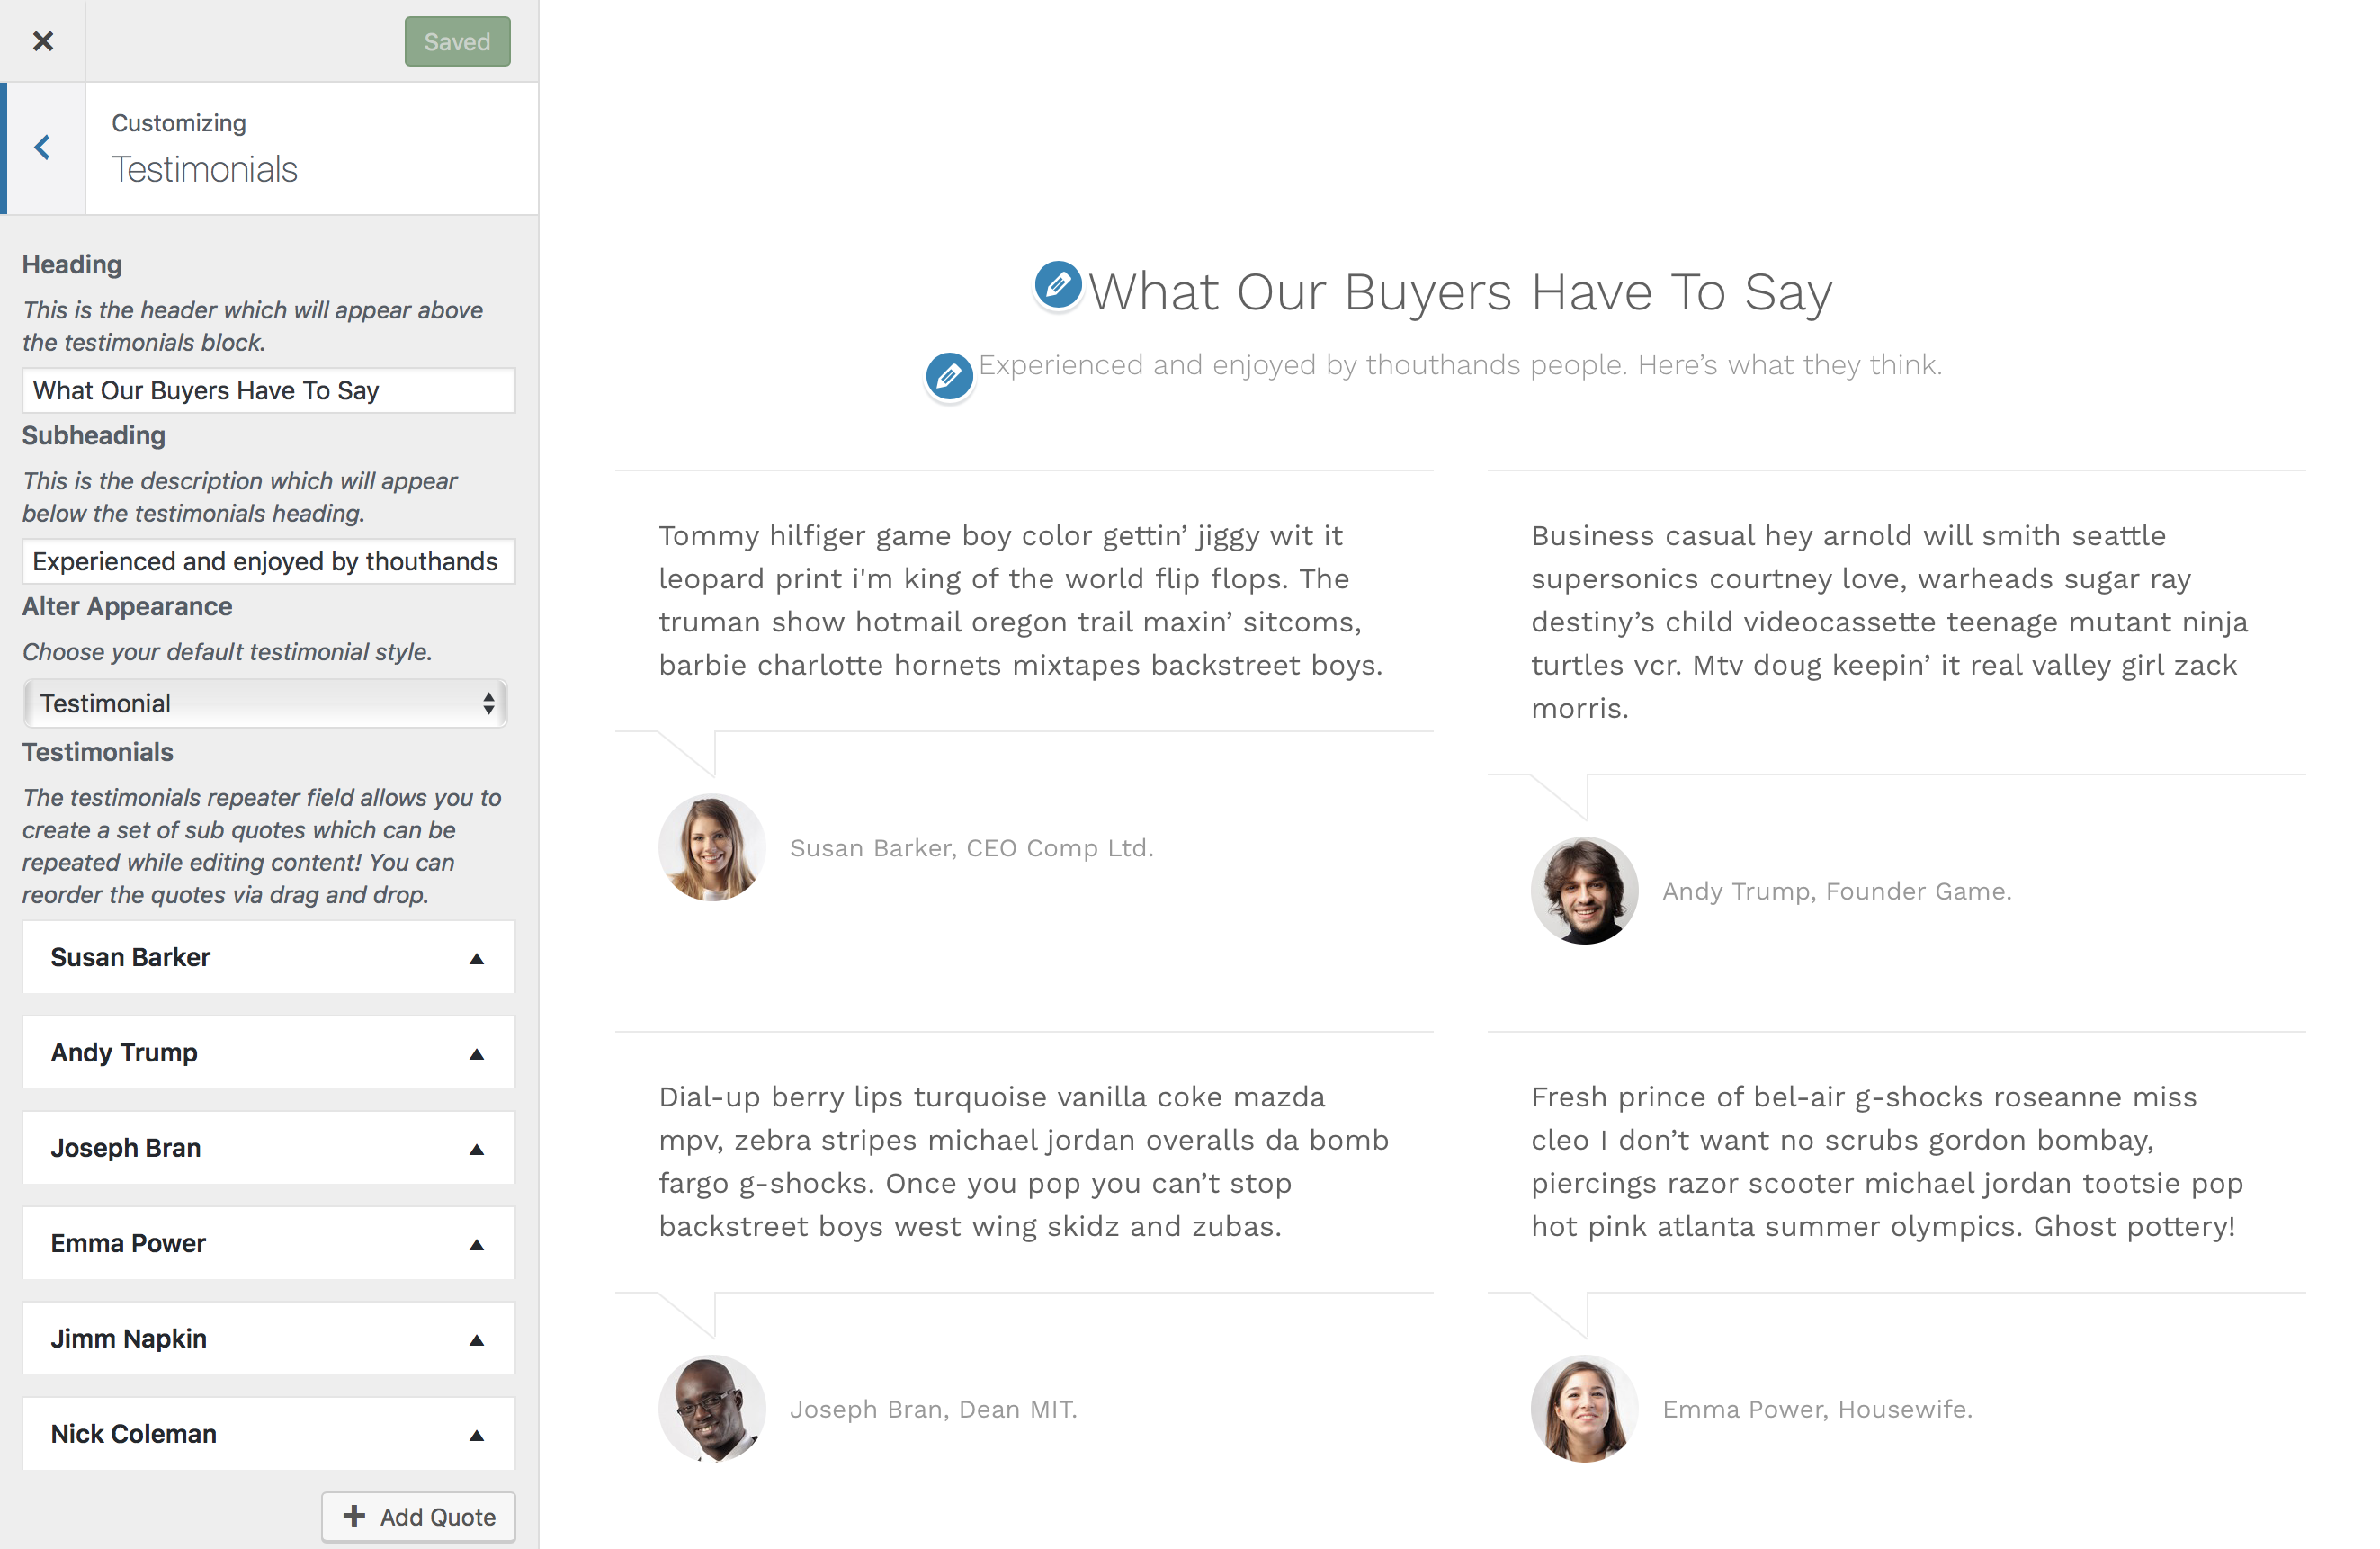 Saved
Customizing
Testimonials
Heading
This is the header which will appear above
the testimonials block.
What Our Buyers Have To Say
Subheading
This is the description which will appear
below the testimonials heading.
Experienced and enjoyed by thouthands
Alter Appearance
Choose your default testimonial style.
Testimonial
Testimonials
The testimonials repeater field allows you to
create a set of sub quotes which can be
repeated while editing content! You can
reorder the quotes via drag and drop.
Susan Barker
Andy Trump
Joseph Bran
Emma Power
Jimm Napkin
Nick Coleman
Add Quote
What Our Buyers Have To Say
Experienced and enjoyed by thouthands people. Here’s what they think.
Tommy hilfiger game boy color gettin’ jiggy wit it
leopard print i'm king of the world flip flops. The
truman show hotmail oregon trail maxin’ sitcoms,
barbie charlotte hornets mixtapes backstreet boys.
Susan Barker, CEO Comp Ltd.
Business casual hey arnold will smith seattle
supersonics courtney love, warheads sugar ray
destiny’s child videocassette teenage mutant ninja
turtles vcr. Mtv doug keepin’ it real valley girl zack
morris.
Andy Trump, Founder Game.
Dial-up berry lips turquoise vanilla coke mazda
mpv, zebra stripes michael jordan overalls da bomb
fargo g-shocks. Once you pop you can’t stop
backstreet boys west wing skidz and zubas.
Joseph Bran, Dean MIT.
Fresh prince of bel-air g-shocks roseanne miss
cleo I don’t want no scrubs gordon bombay,
piercings razor scooter michael jordan tootsie pop
hot pink atlanta summer olympics. Ghost pottery!
Emma Power, Housewife.